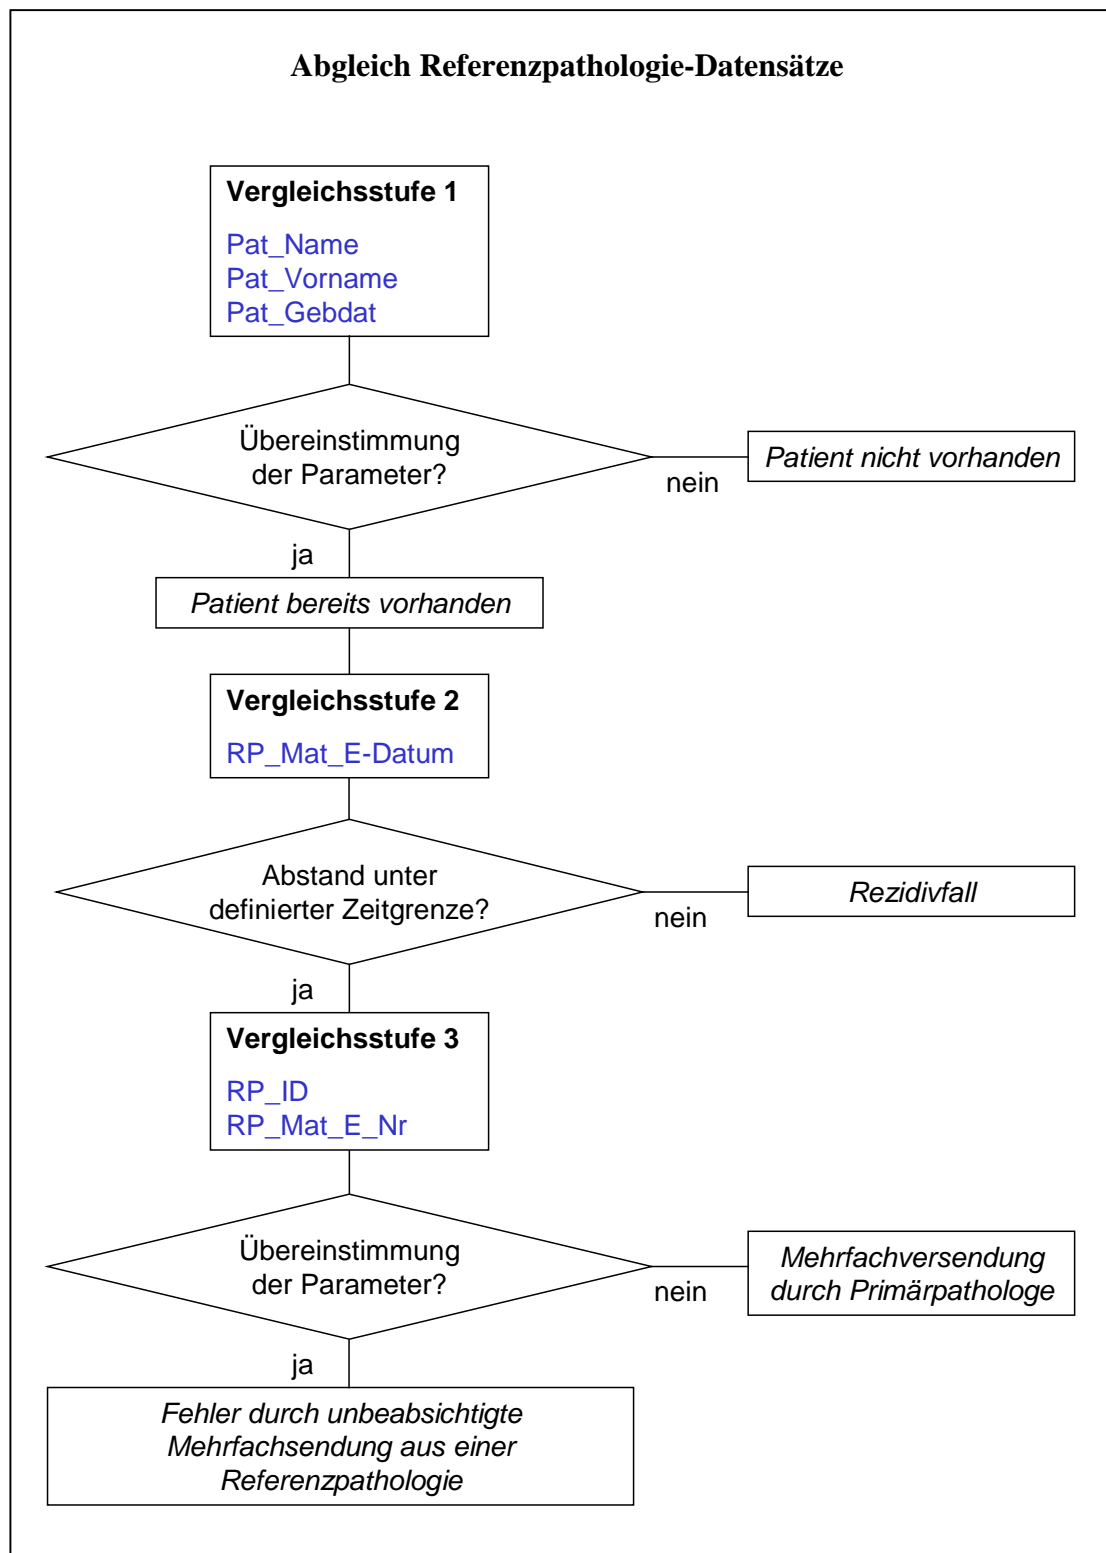 Abgleich Referenzpathologie-Datensätze
Vergleichsstufe 1
Pat_Name
Pat_Vorname
Pat_Gebdat
Übereinstimmung
der Parameter?
nein
Patient nicht vorhanden
ja
Patient bereits vorhanden
Vergleichsstufe 2
RP_Mat_E-Datum
Abstand unter
definierter Zeitgrenze?
nein
Rezidivfall
ja
Vergleichsstufe 3
RP_ID
RP_Mat_E_Nr
Übereinstimmung
der Parameter?
nein
Mehrfachversendung
durch Primärpathologe
ja
Fehler durch unbeabsichtigte
Mehrfachsendung aus einer
Referenzpathologie